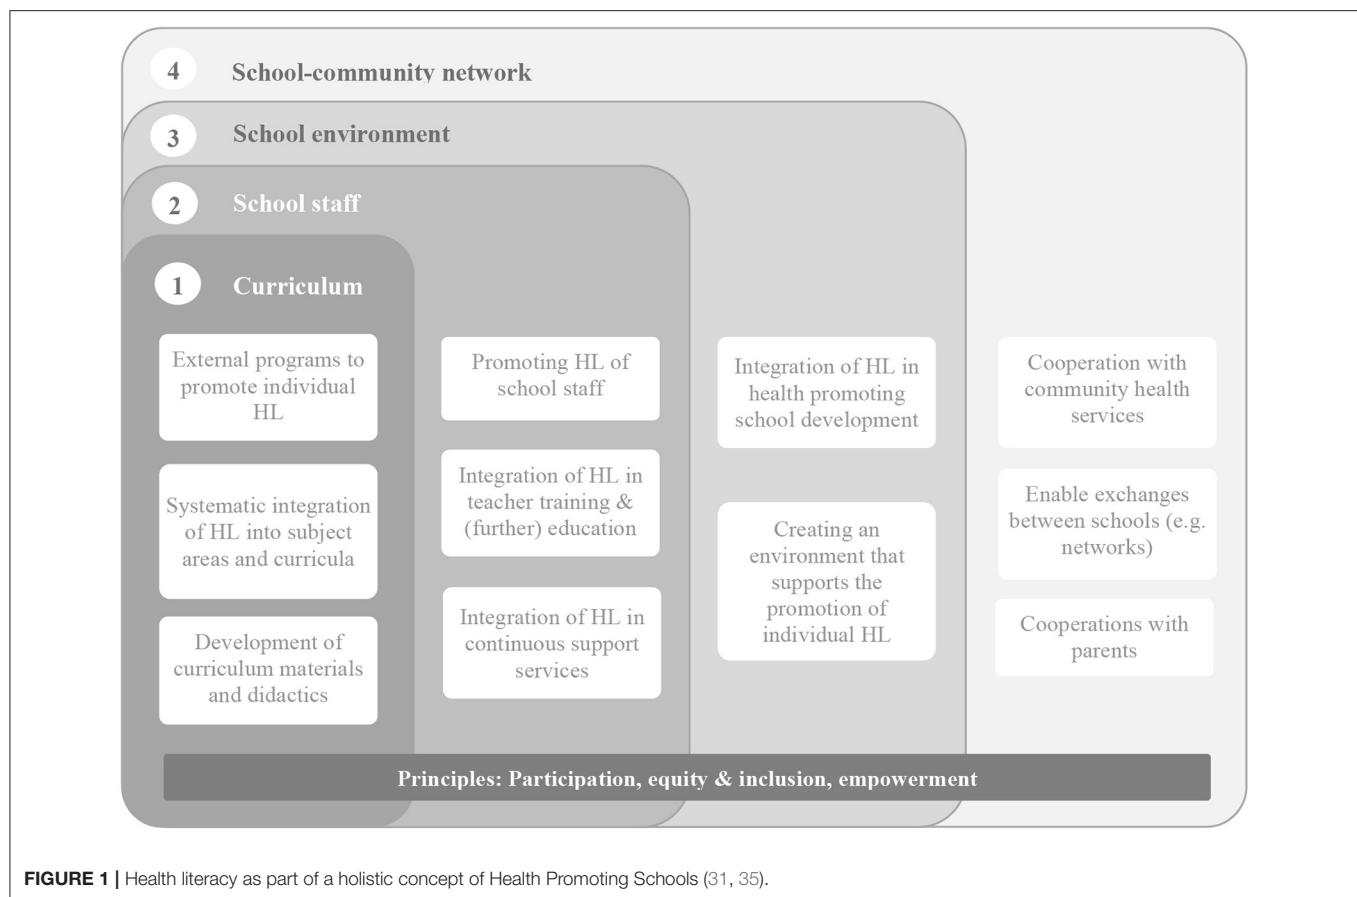 4
School-community network
3
School environment
2
School staff
1
Curriculum
External programs to
promote individual
HL
Systematic integration
of HL into subject
areas and curricula
Development of
curriculum materials
and didactics
Promoting HL of
school staff
Integration of HL in
teacher training &
(further) education
Integration of HL in
continuous support
services
Integration of HL in
health promoting
school development
Creating an
environment that
supports the
promotion of
individual HL
Cooperation with
community health
services
Enable exchanges
between schools (e.g.
networks)
Cooperations with
parents
Principles: Participation, equity & inclusion, empowerment
FIGURE 1 | Health literacy as part of a holistic concept of Health Promoting Schools (31, 35).